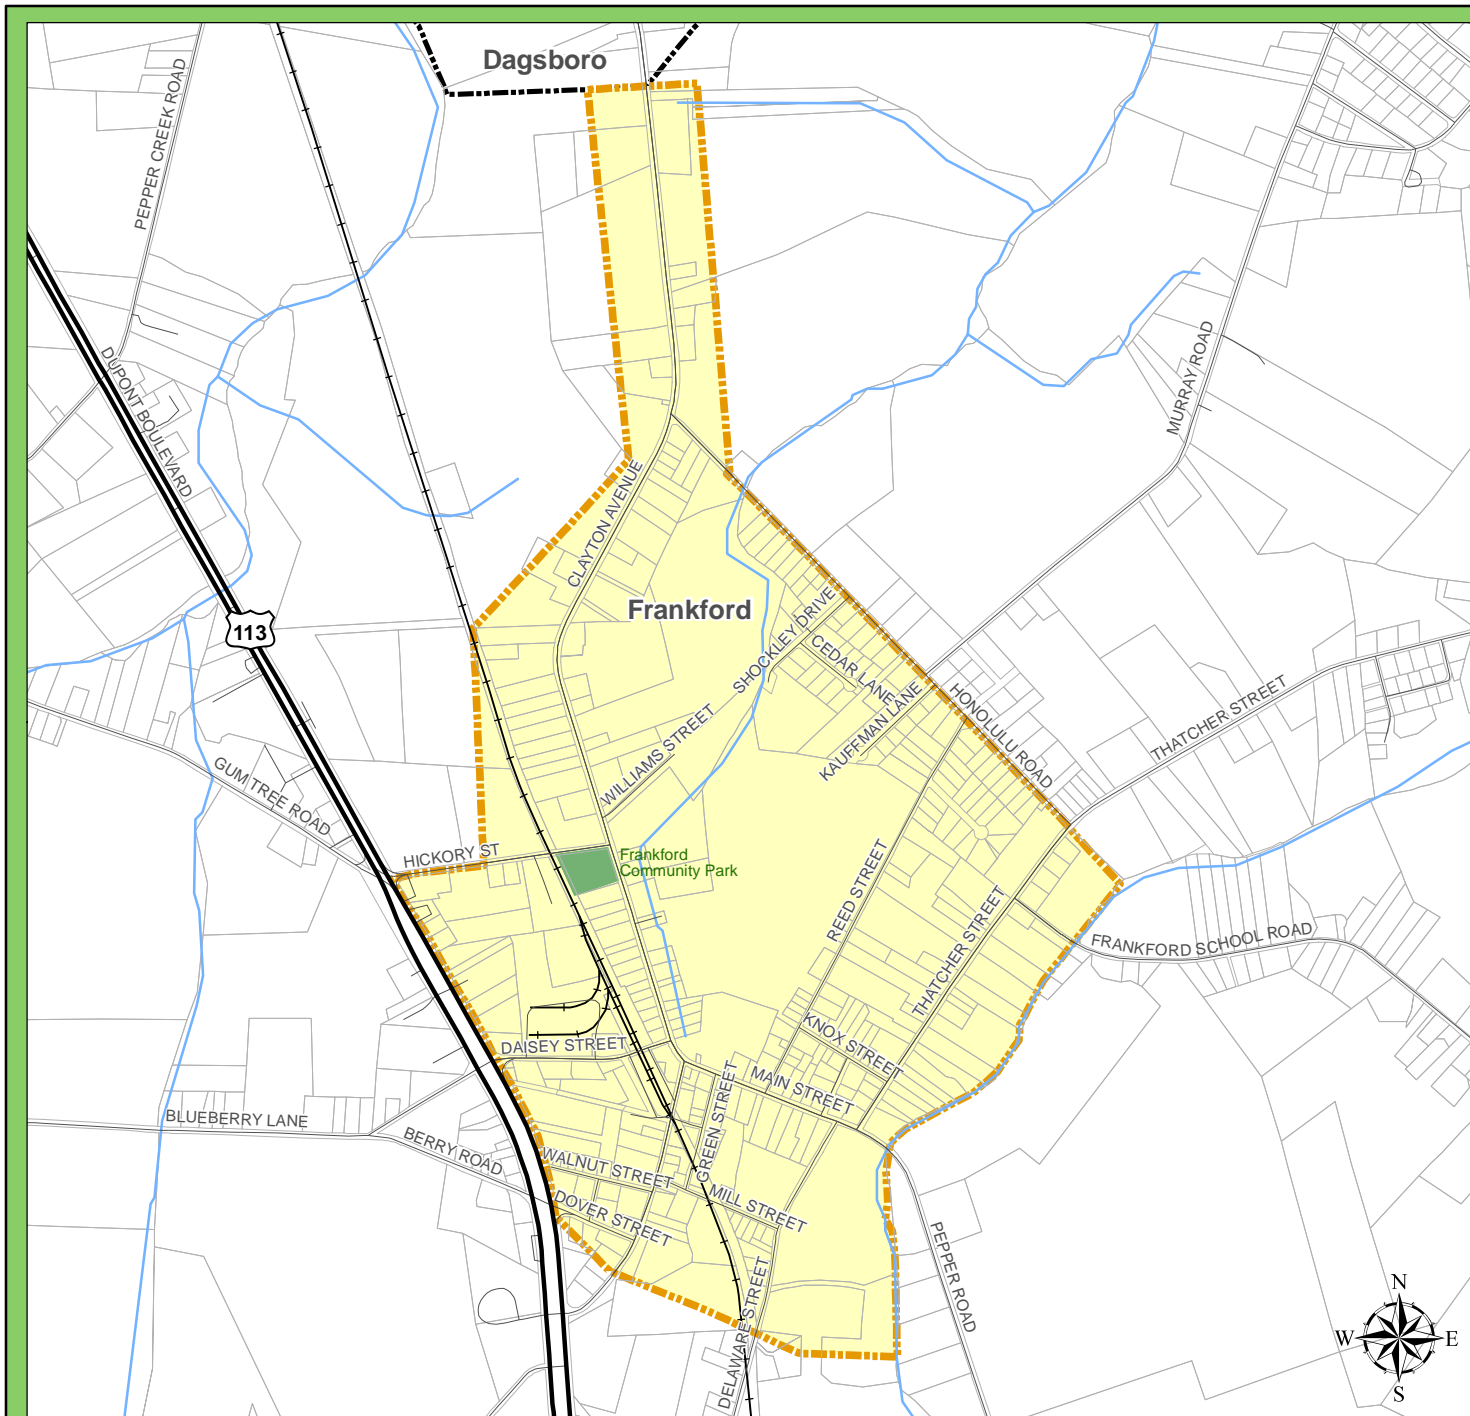 Dagsboro
PEPPER CREEK ROAD
DUPONT BOULEVARD
MURRAY ROAD
CLAYTON AVENUE
Frankford
113
SHOCKLEY DRIVE
CEDAR LANE
KAUFFMAN LANE
HONOLULU ROAD
THATCHER STREET
WILLIAMS STREET
GUM TREE ROAD
HICKORY ST
Frankford
Community Park
REED STREET
THATCHER STREET
FRANKFORD SCHOOL ROAD
DAISEY STREET
KNOX STREET
MAIN STREET
GREEN STREET
BLUEBERRY LANE
BERRY ROAD
WALNUT STREET
MILL STREET
DOVER STREET
PEPPER ROAD
DELAWARE STREET
N
W
E
S